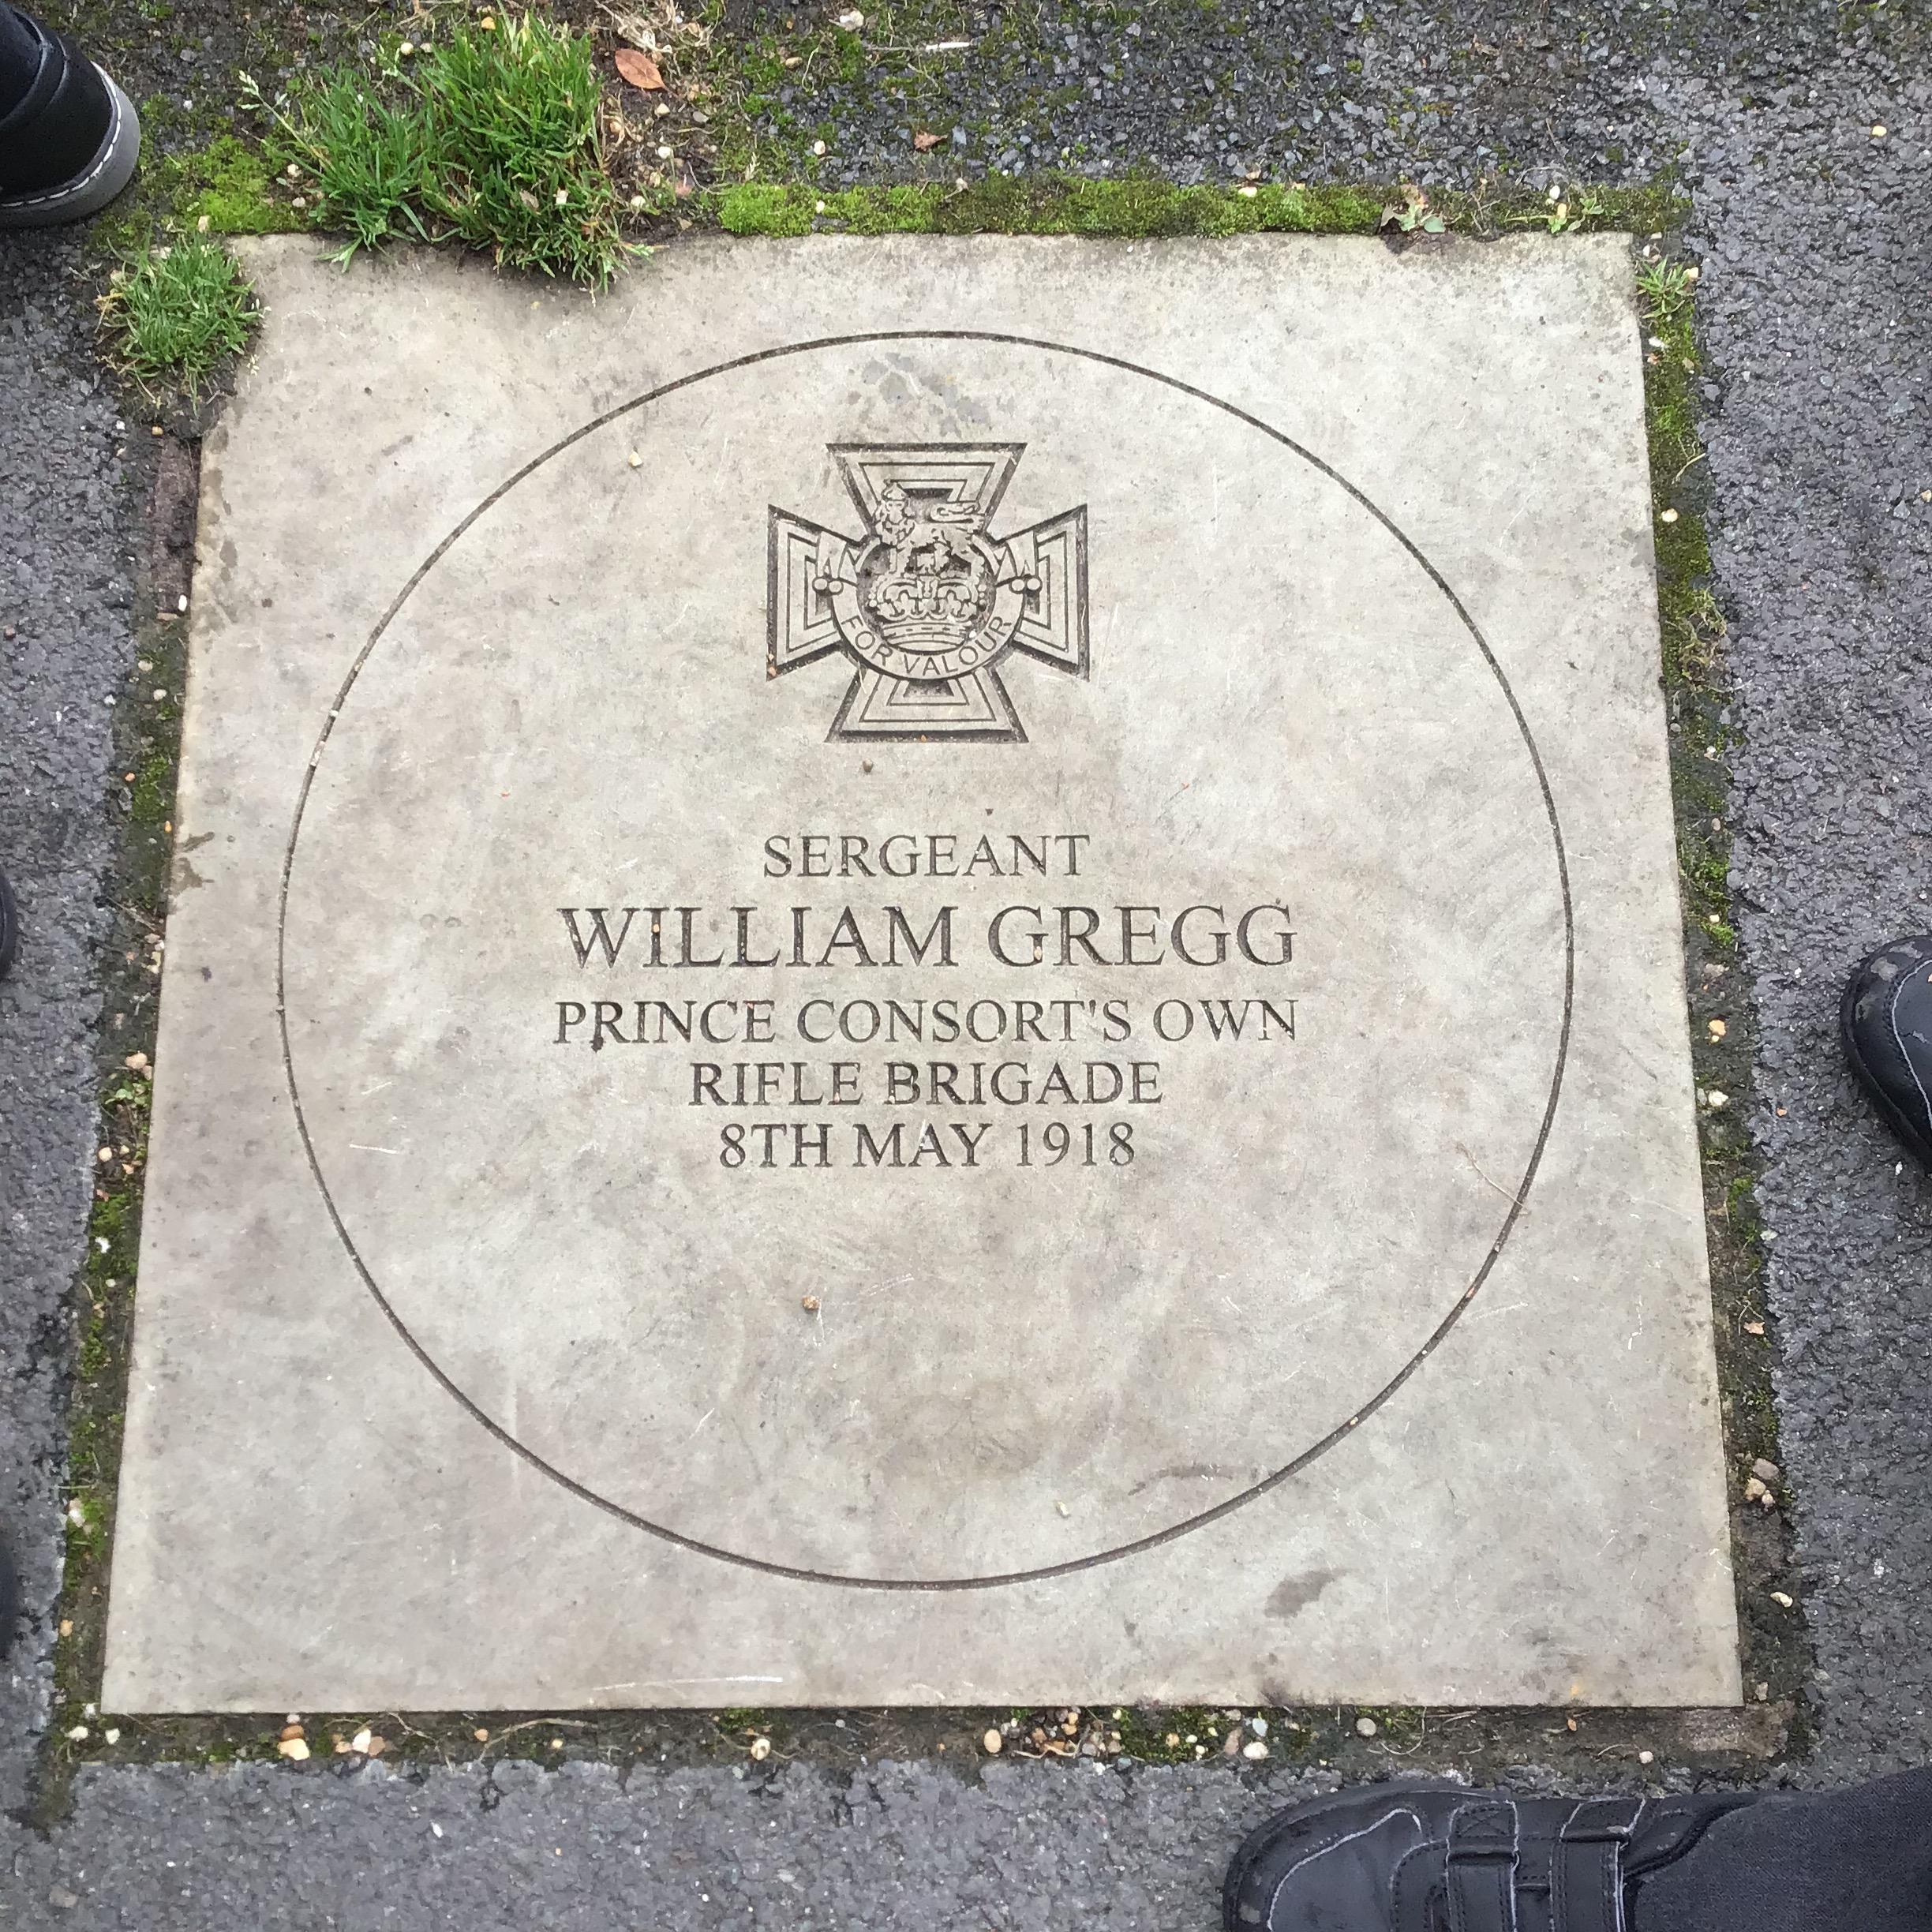 FOR VALOUR
SERGEANT
WILLIAM GREGG
PRINCE CONSORT'S OWN
RIFLE BRIGADE
8TH MAY 1918